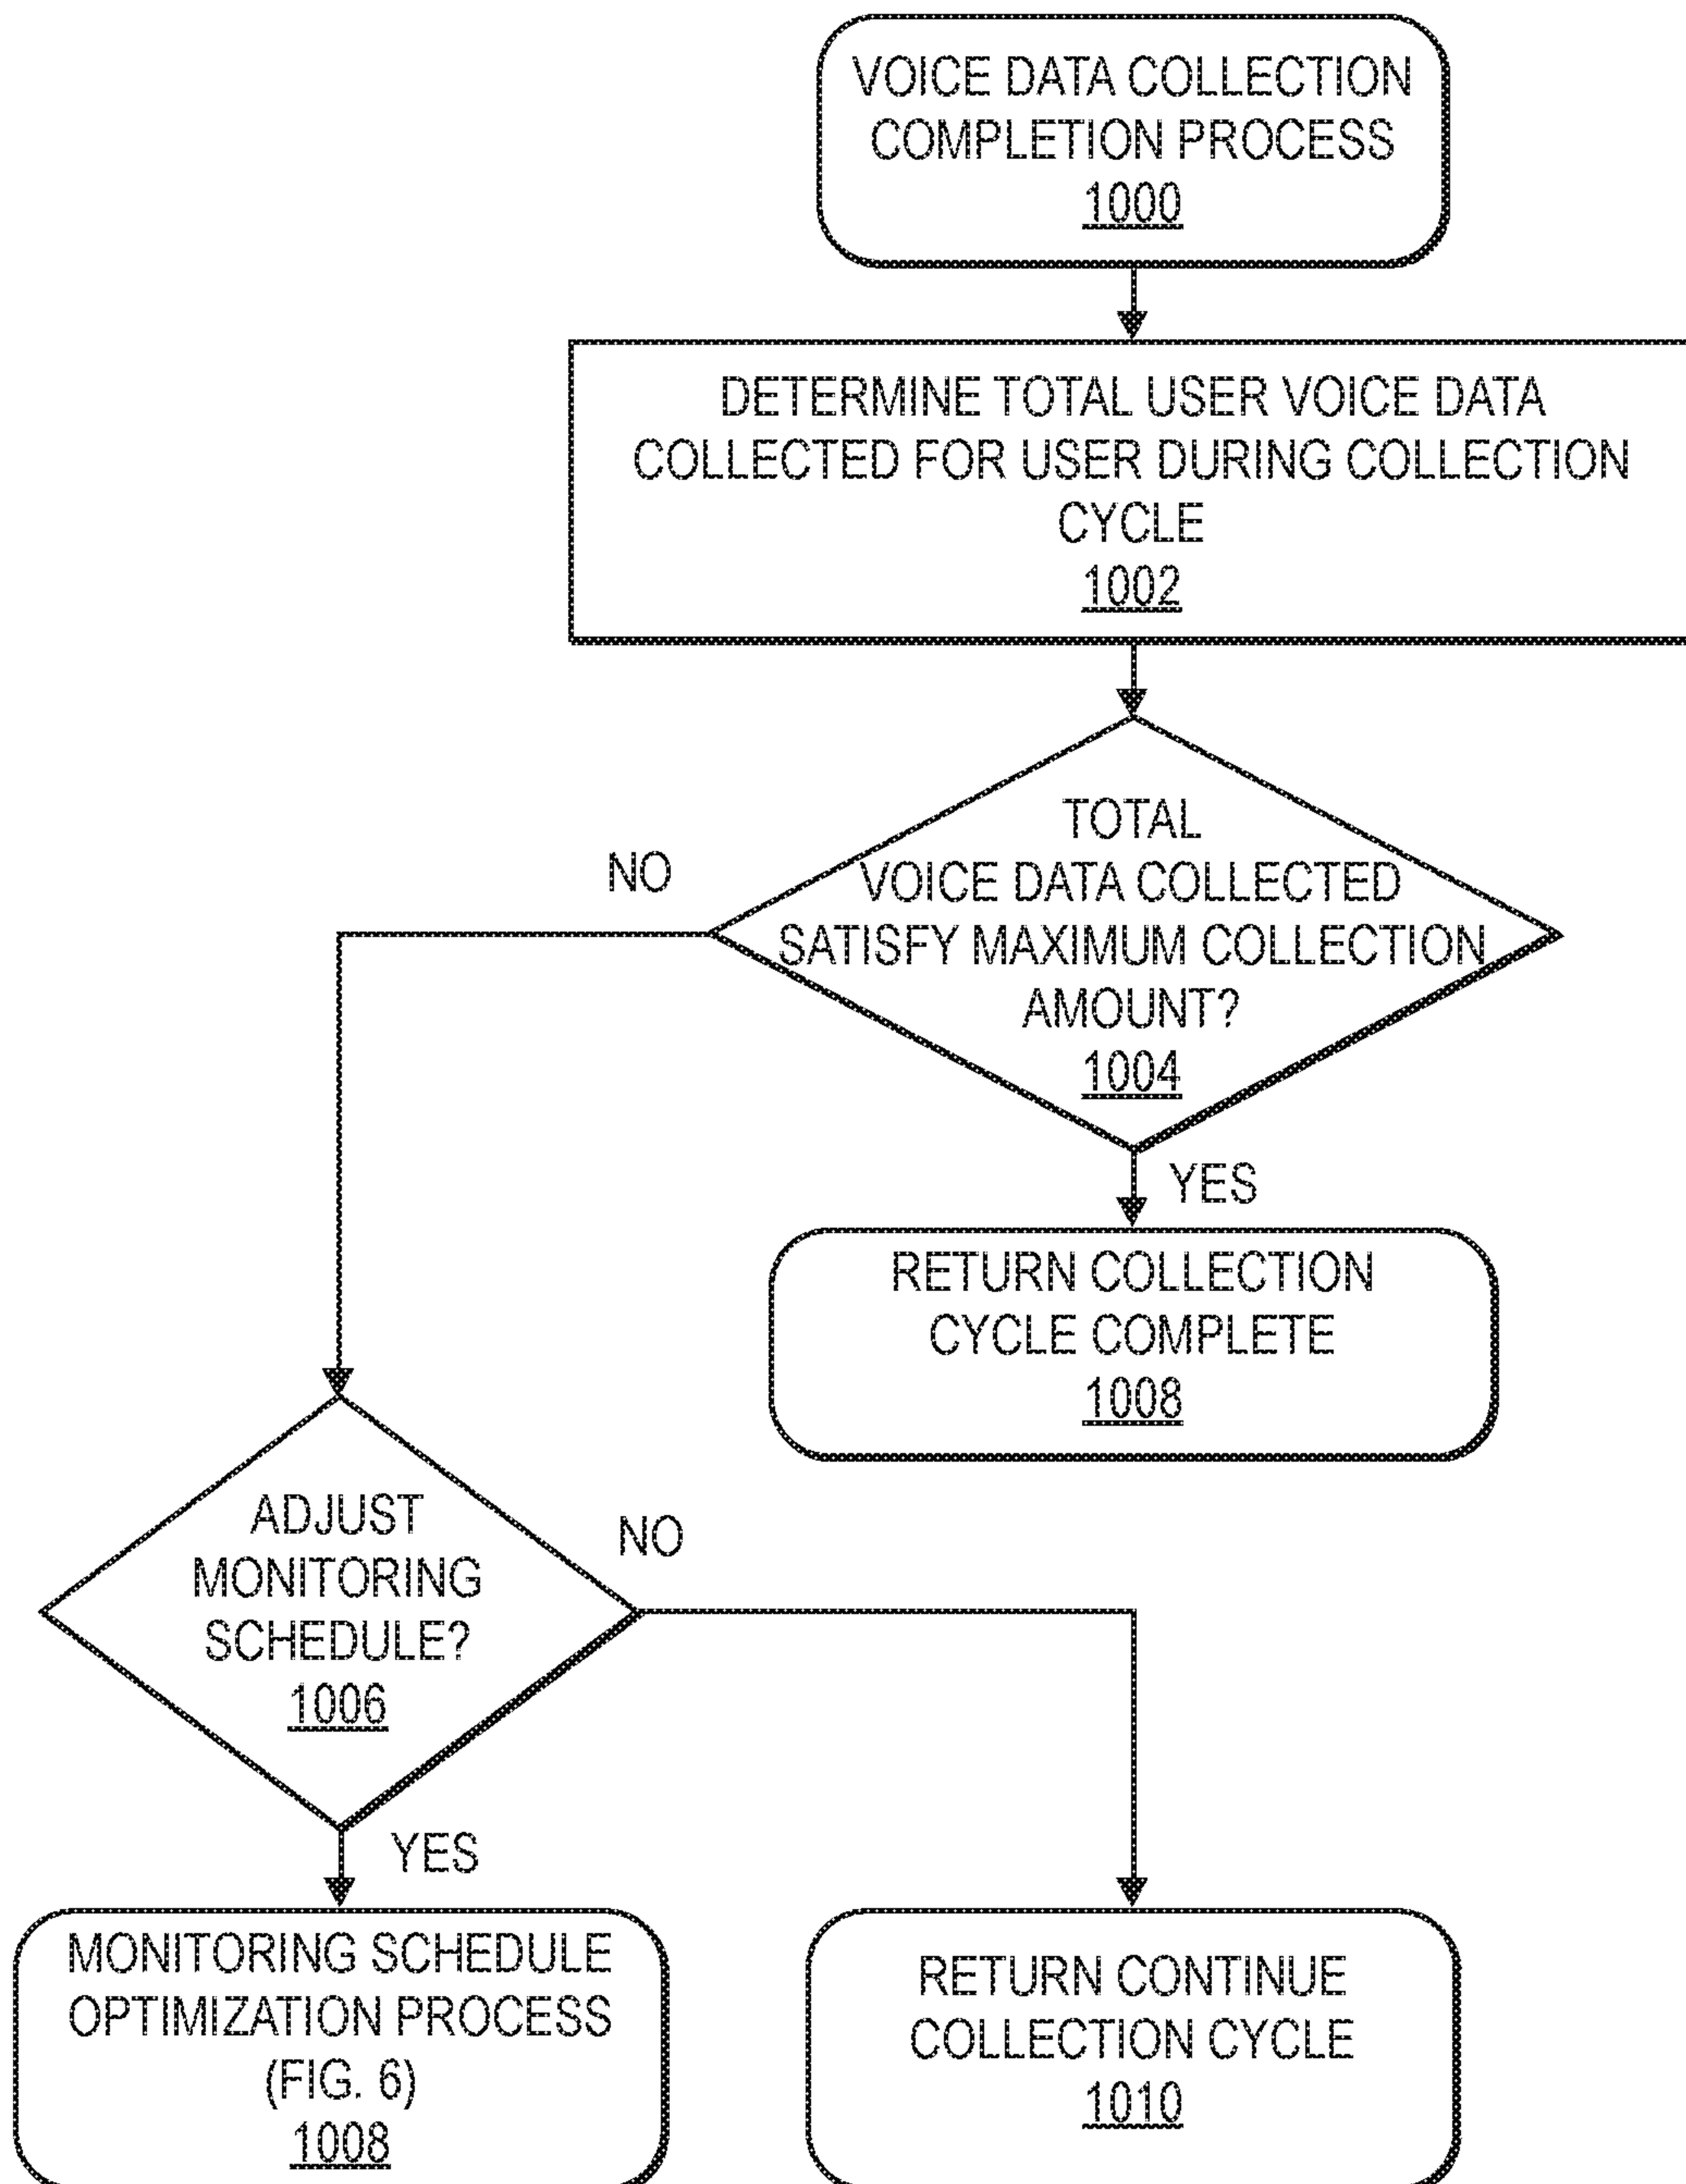 VOICE DATA COLLECTION
COMPLETION PROCESS
1000
DETERMINE TOTAL USER VOICE DATA
COLLECTED FOR USER DURING COLLECTION
CYCLE
1002
TOTAL
VOICE DATA COLLECTED
SATISFY MAXIMUM COLLECTION
AMOUNT?
1004
NO
YES
RETURN COLLECTION
CYCLE COMPLETE
1008
ADJUST
MONITORING
SCHEDULE?
1006
NO
YES
MONITORING SCHEDULE
OPTIMIZATION PROCESS
(FIG. 6)
1008
RETURN CONTINUE
COLLECTION CYCLE
1010